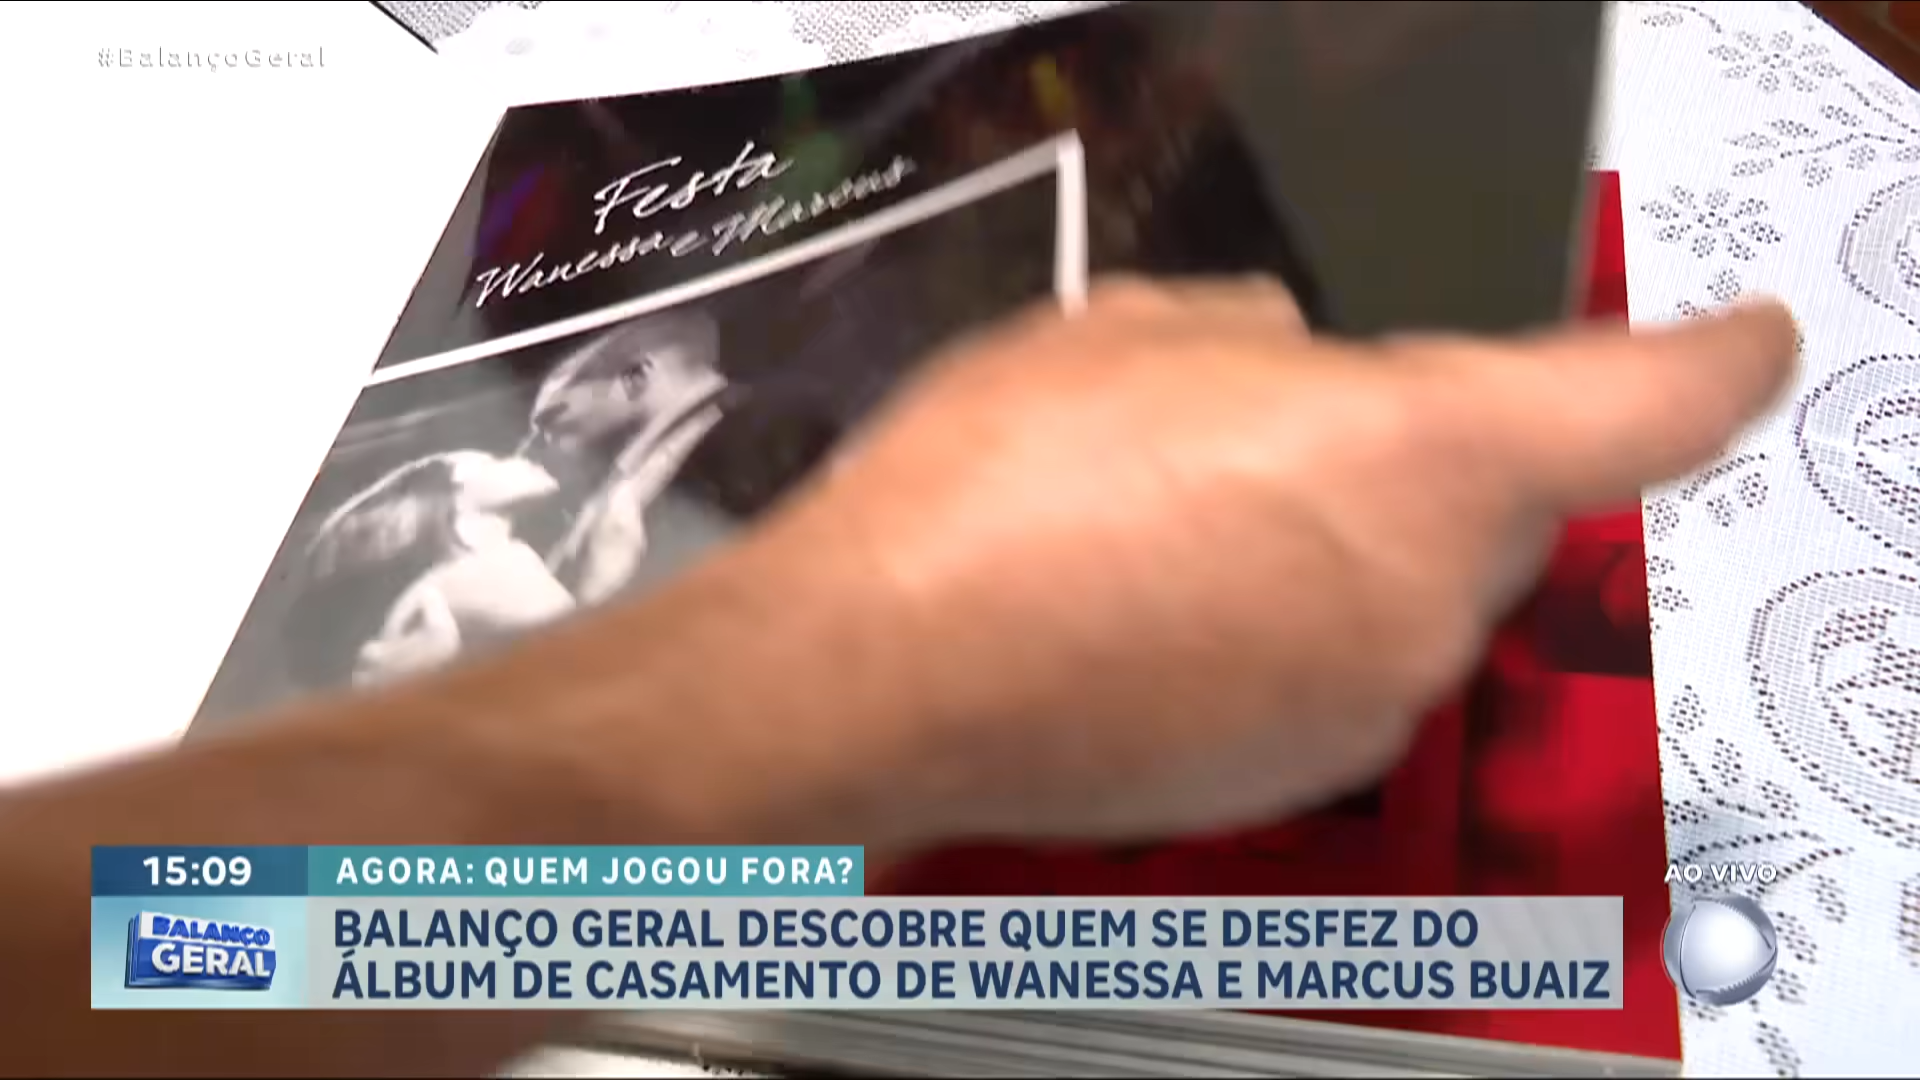 #BalançoGeral
Festa
Wanessa e Marcus
15:09
AGORA: QUEM JOGOU FORA?
AO VIVO
BALANÇO
GERAL
BALANÇO GERAL DESCOBRE QUEM SE DESFEZ DO
ÁLBUM DE CASAMENTO DE WANESSA E MARCUS BUAIZ